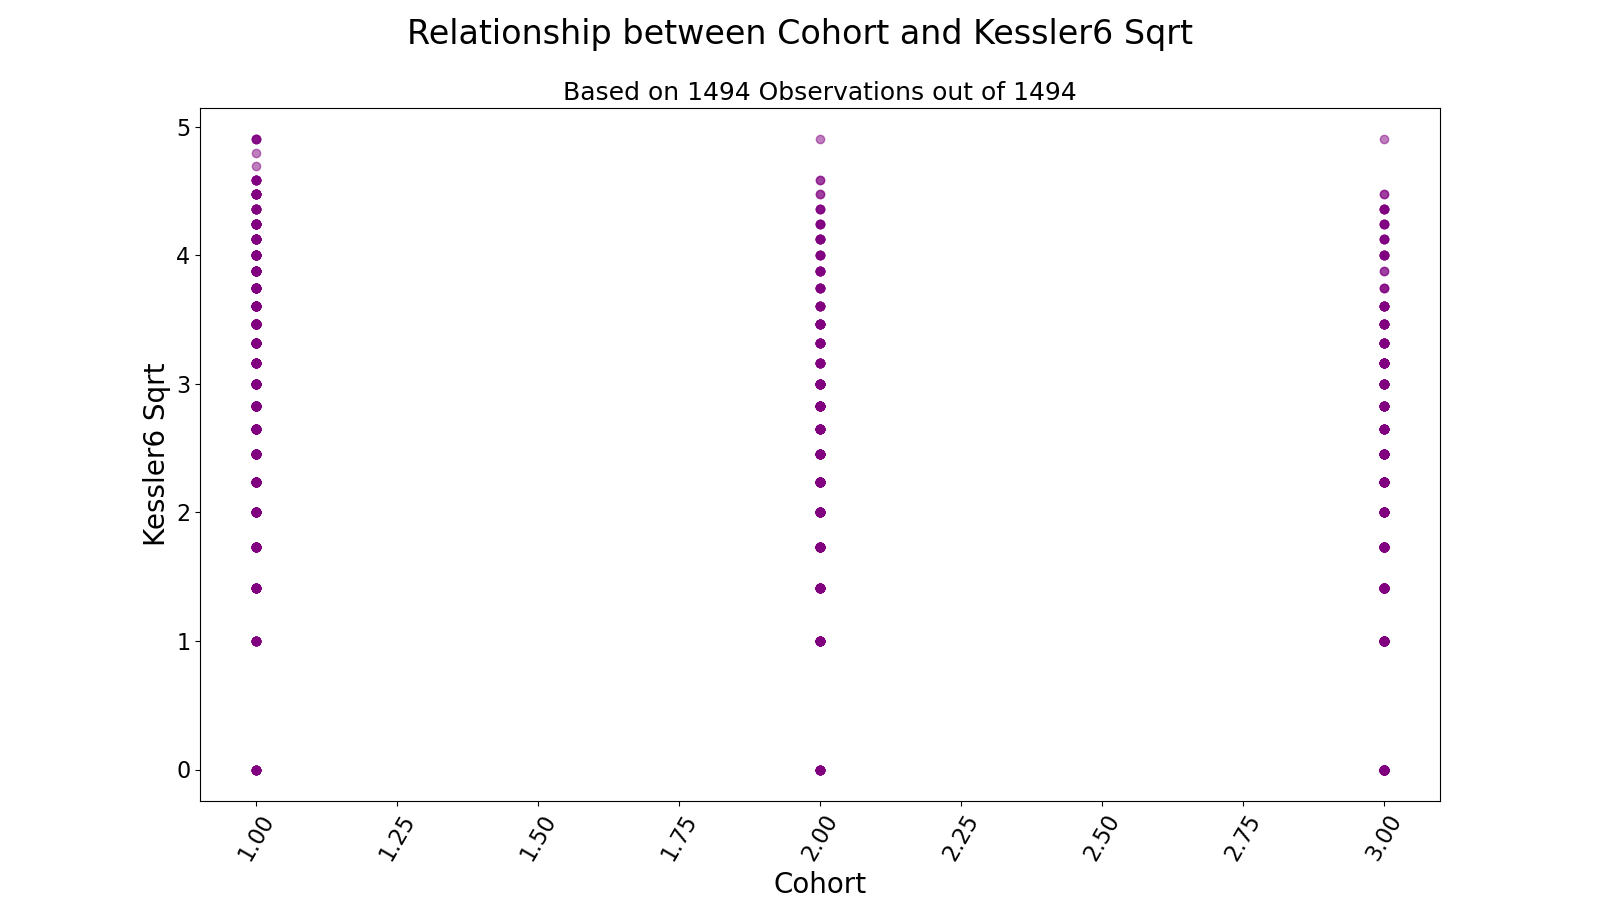 Relationship between Cohort and Kessler6 Sqrt
Based on 1494 Observations out of 1494
5
4
3
2
1
0
Kessler6 Sqrt
1.00 1.25 1.50 1.75 2.00 2.25 2.50 2.75 3.00
Cohort